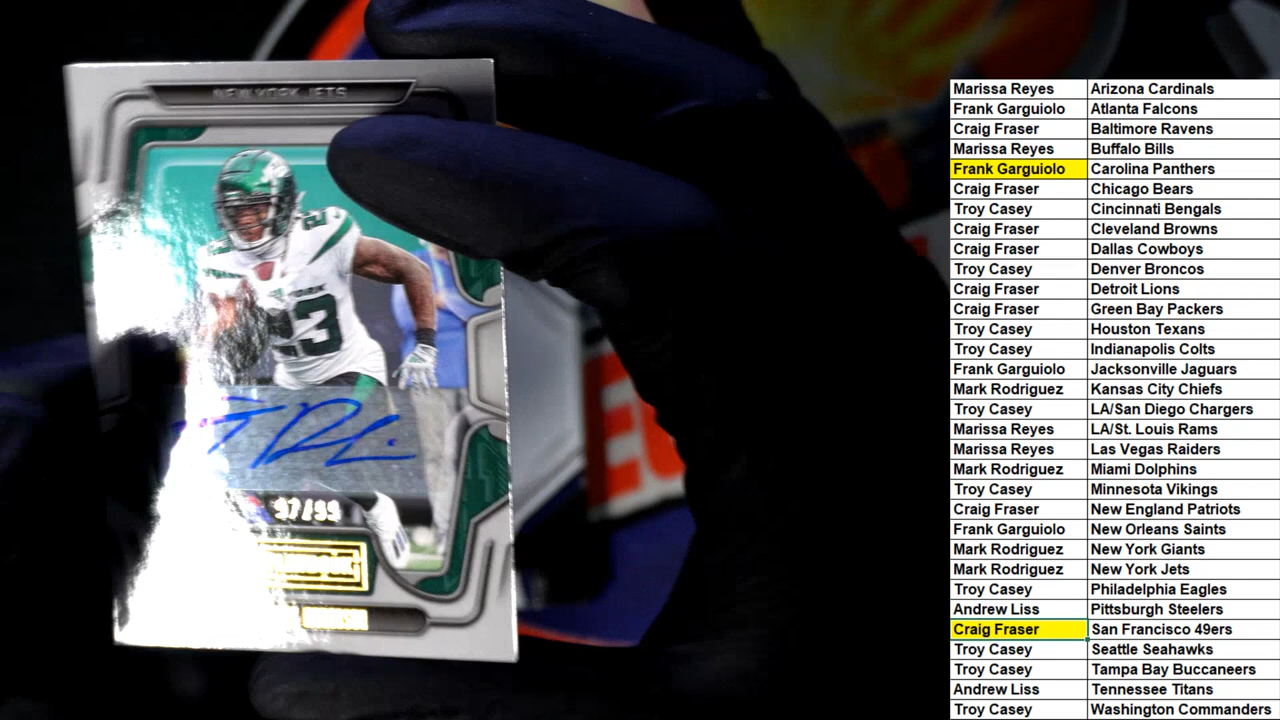 NEW YORK JETS
23
97/99
Marissa Reyes Arizona Cardinals
Frank Garguiolo Atlanta Falcons
Craig Fraser Baltimore Ravens
Marissa Reyes Buffalo Bills
Frank Garguiolo Carolina Panthers
Craig Fraser Chicago Bears
Troy Casey Cincinnati Bengals
Craig Fraser Cleveland Browns
Craig Fraser Dallas Cowboys
Troy Casey Denver Broncos
Craig Fraser Detroit Lions
Craig Fraser Green Bay Packers
Troy Casey Houston Texans
Troy Casey Indianapolis Colts
Frank Garguiolo Jacksonville Jaguars
Mark Rodriguez Kansas City Chiefs
Troy Casey LA/San Diego Chargers
Marissa Reyes LA/St. Louis Rams
Marissa Reyes Las Vegas Raiders
Mark Rodriguez Miami Dolphins
Troy Casey Minnesota Vikings
Craig Fraser New England Patriots
Frank Garguiolo New Orleans Saints
Mark Rodriguez New York Giants
Mark Rodriguez New York Jets
Troy Casey Philadelphia Eagles
Andrew Liss Pittsburgh Steelers
Craig Fraser San Francisco 49ers
Troy Casey Seattle Seahawks
Troy Casey Tampa Bay Buccaneers
Andrew Liss Tennessee Titans
Troy Casey Washington Commanders